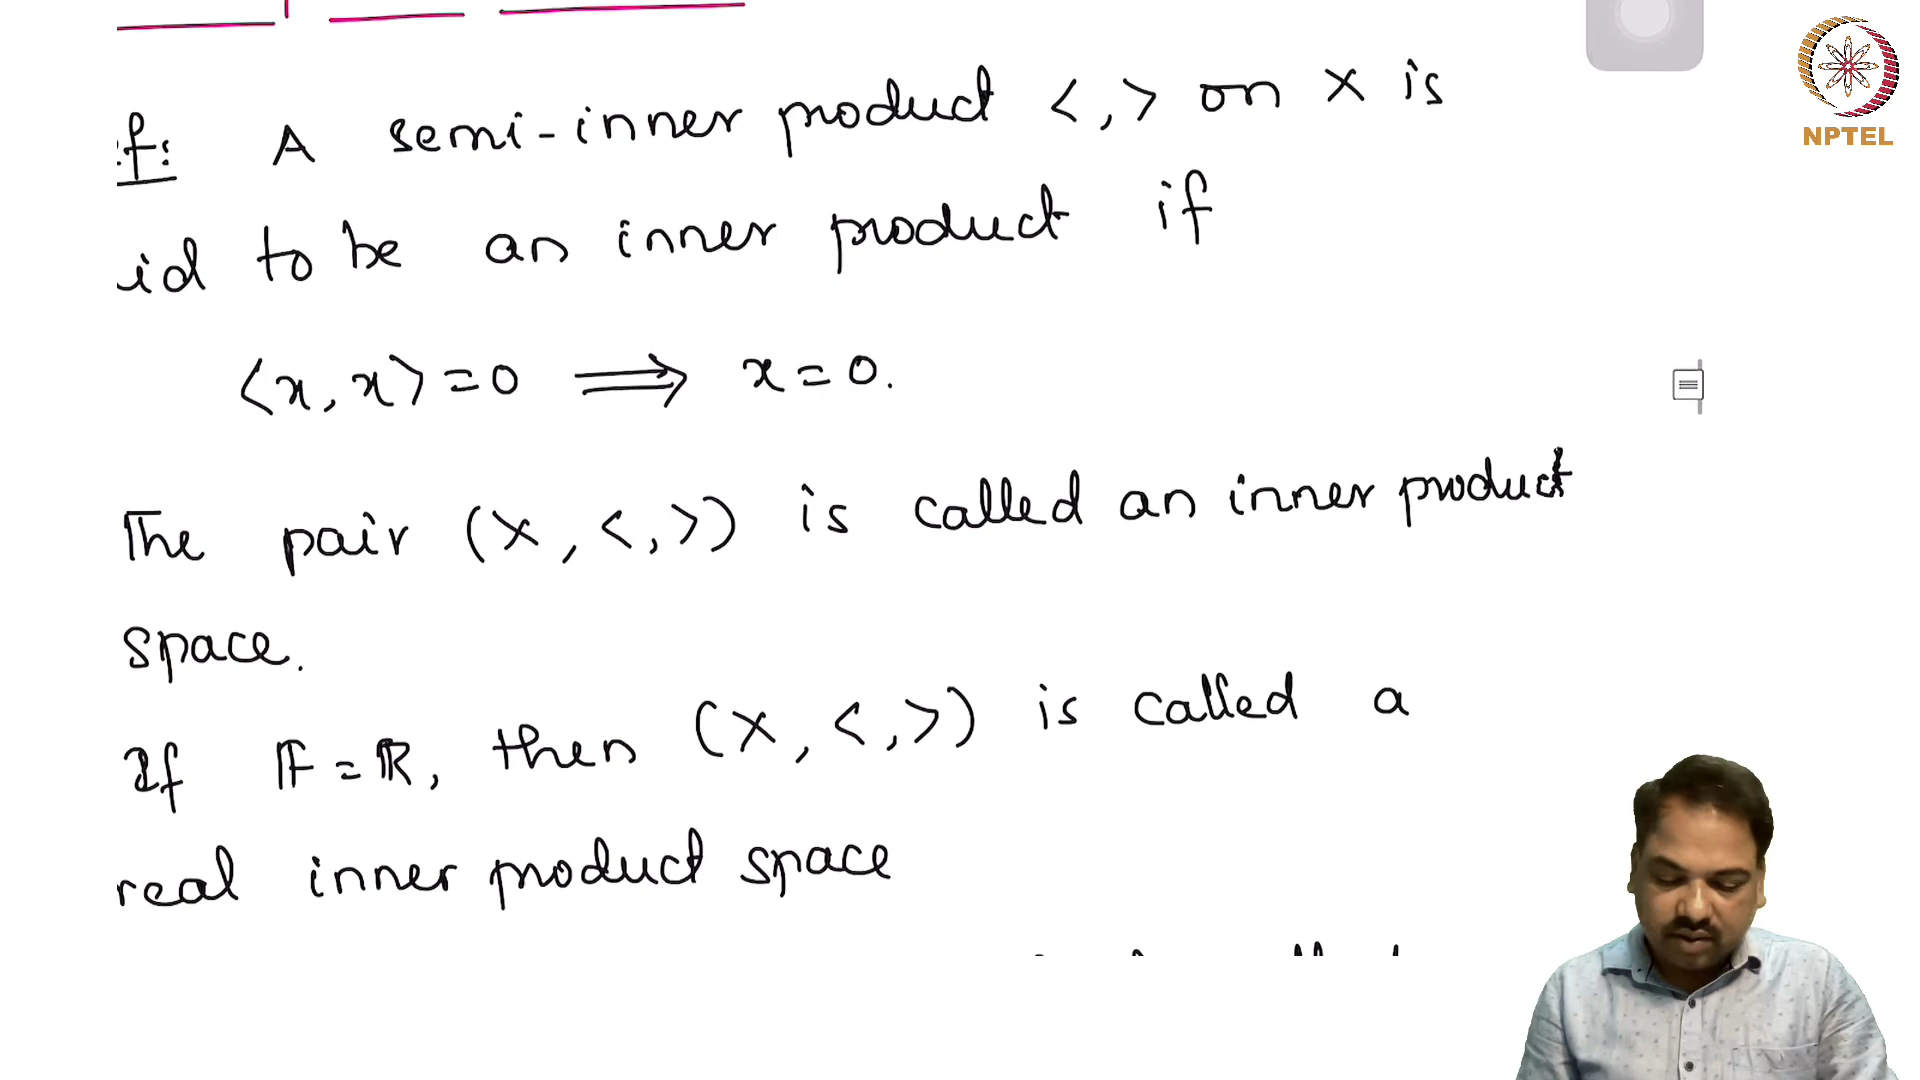 f: A semi-inner product <,> on X is
id to be an inner product if
<x, x> = 0 ⟹ x = 0.
The pair (X, <,>) is called an inner product
space.
If 𝔽 = ℝ, then (X, <,>) is called a
real inner product space
NPTEL